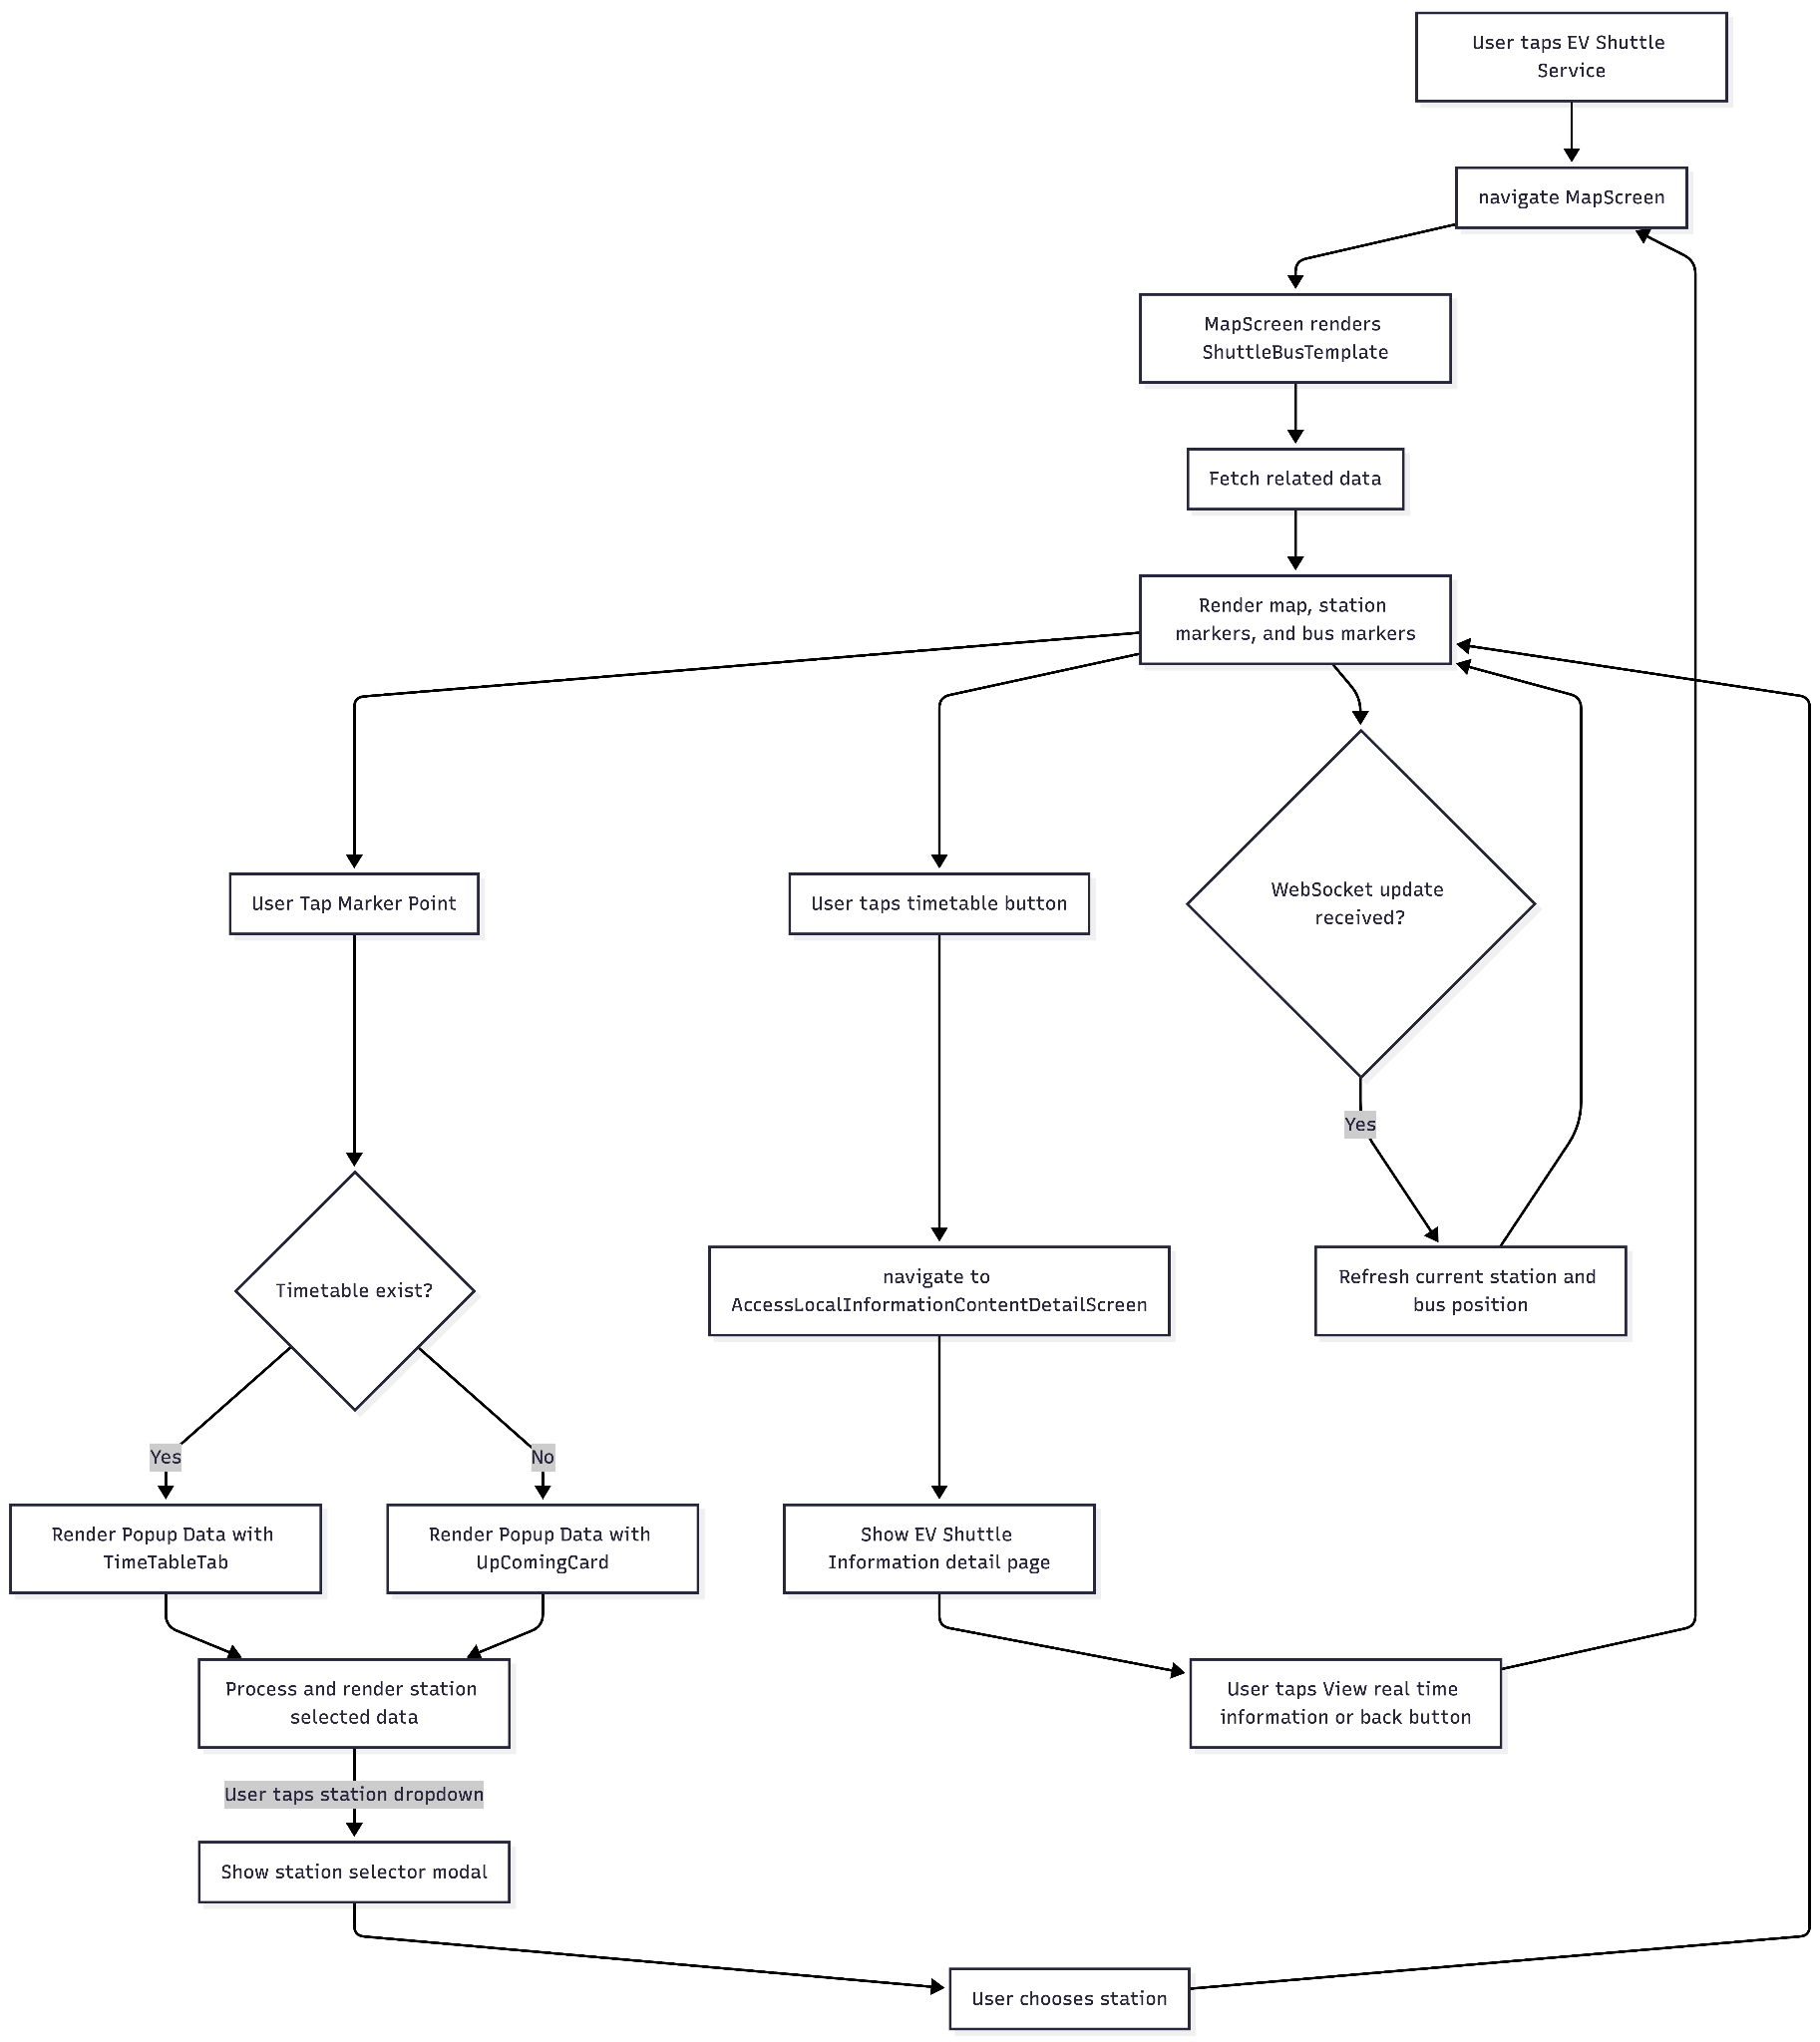 User taps EV Shuttle
Service
navigate MapScreen
MapScreen renders
ShuttleBusTemplate
Fetch related data
Render map, station
markers, and bus markers
User Tap Marker Point
User taps timetable button
WebSocket update
received?
Yes
Timetable exist?
navigate to
AccessLocalInformationContentDetailScreen
Refresh current station and
bus position
Yes
No
Render Popup Data with
TimeTableTab
Render Popup Data with
UpComingCard
Show EV Shuttle
Information detail page
Process and render station
selected data
User taps View real time
information or back button
User taps station dropdown
Show station selector modal
User chooses station